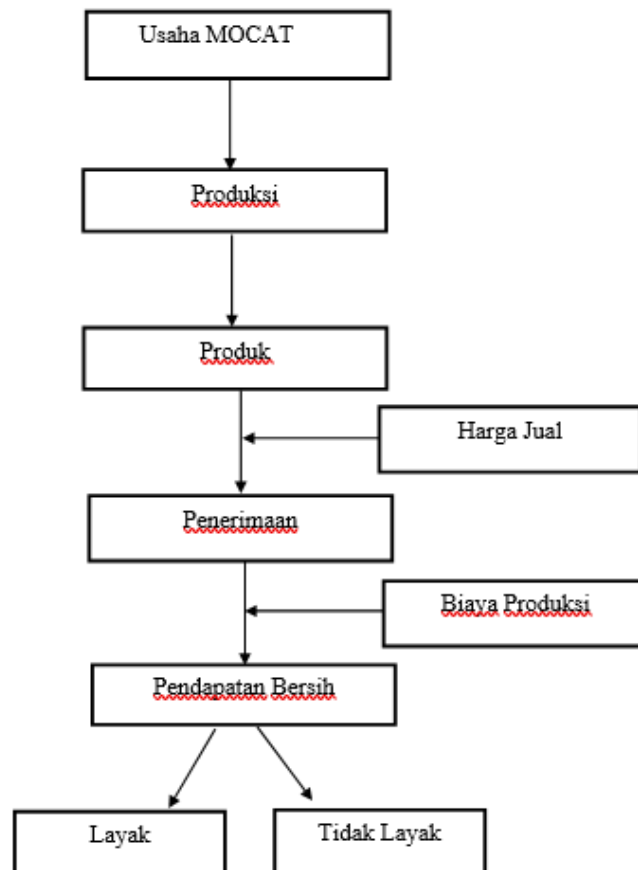 Usaha MOCAT
Produksi
Produk
Harga Jual
Penerimaan
Biaya Produksi
Pendapatan Bersih
Layak
Tidak Layak